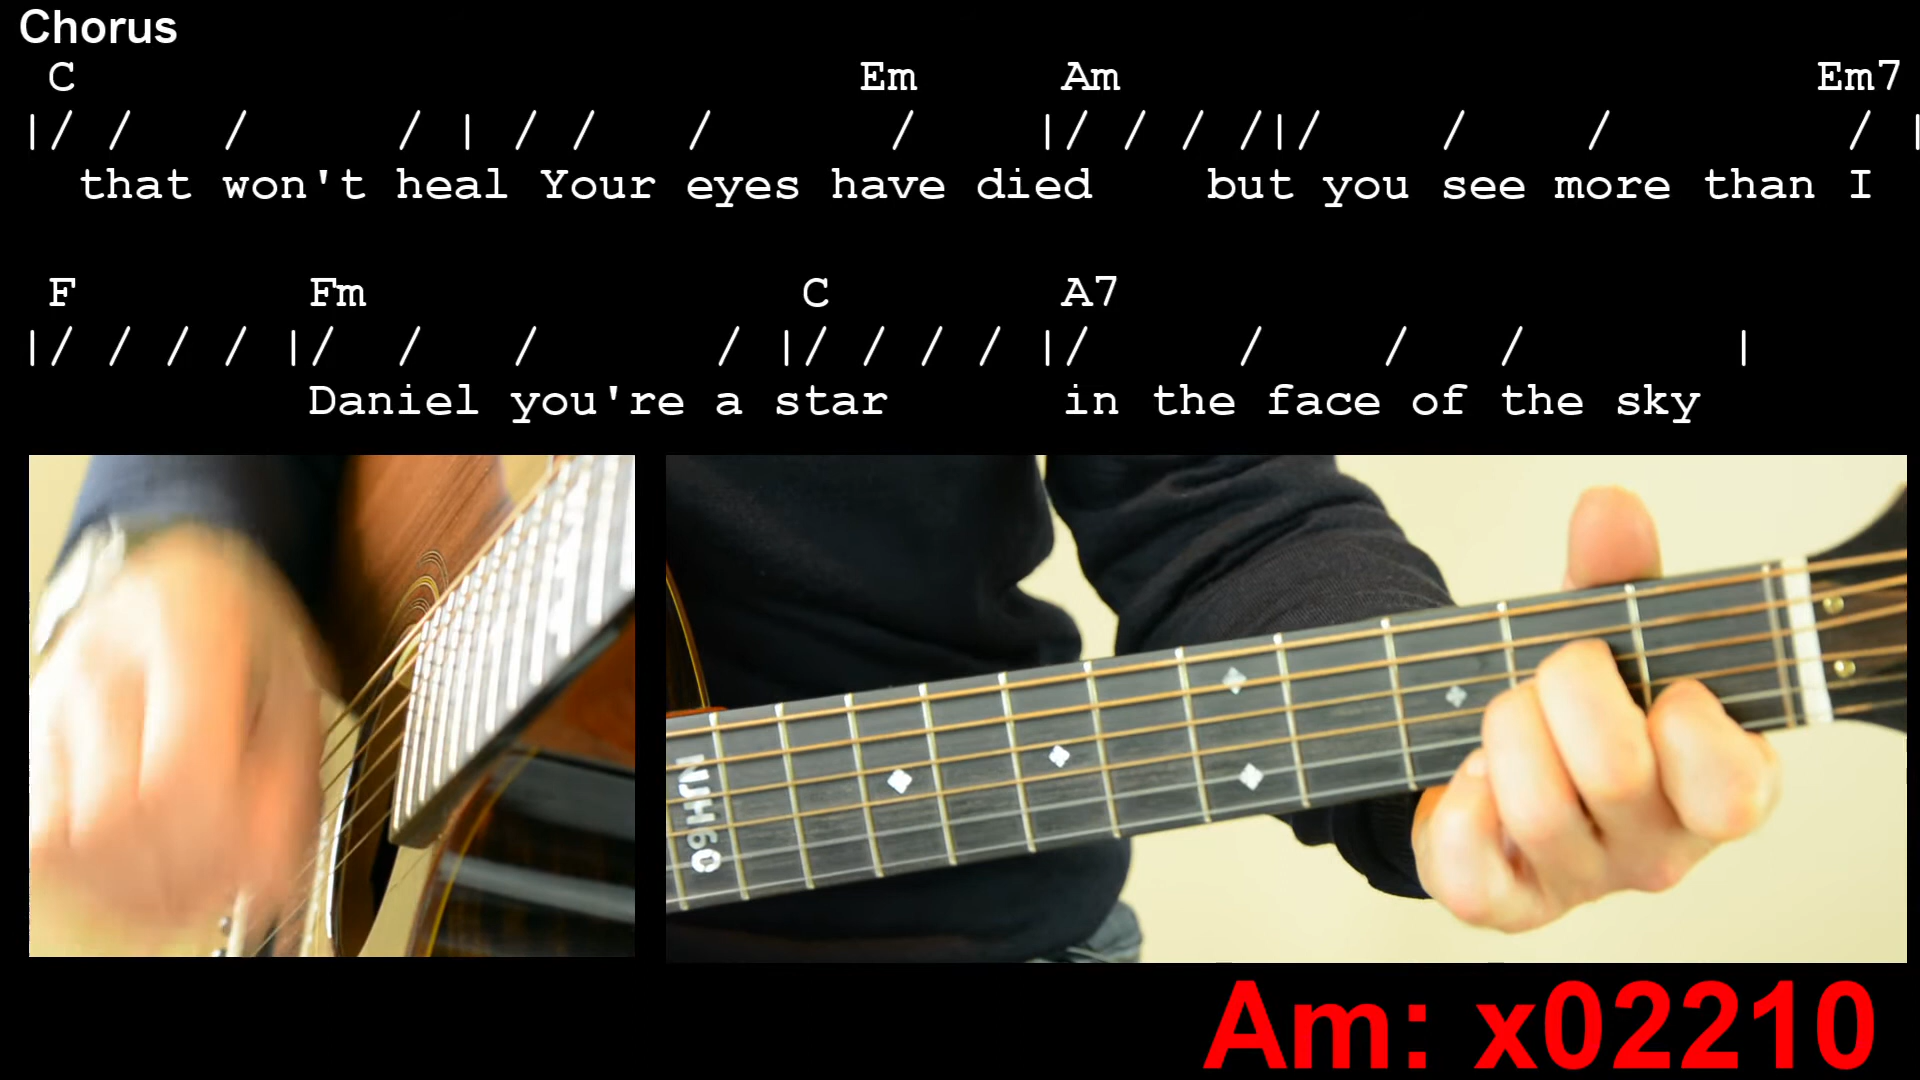 Chorus
C Em Am Em7
|/ / / / | / / / / |/ / / /|/ / / / |
that won't heal Your eyes have died but you see more than I
F Fm C A7
|/ / / / |/ / / / |/ / / / |/ / / / |
Daniel you're a star in the face of the sky
NJH60
Am: x02210